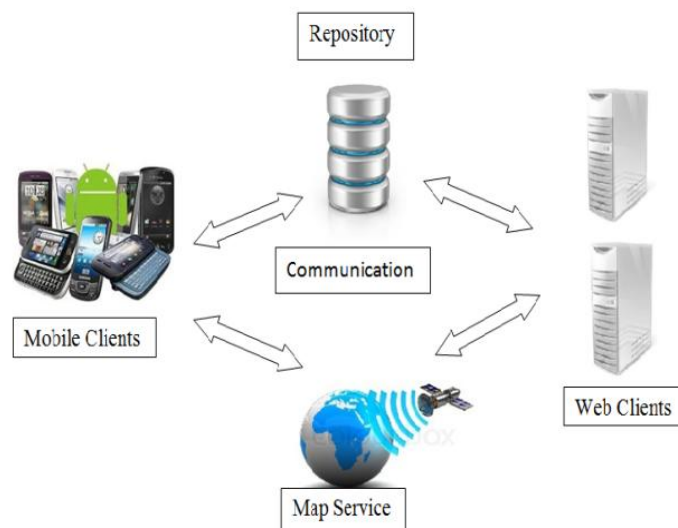 Repository
Communication
Mobile Clients
Web Clients
Map Service